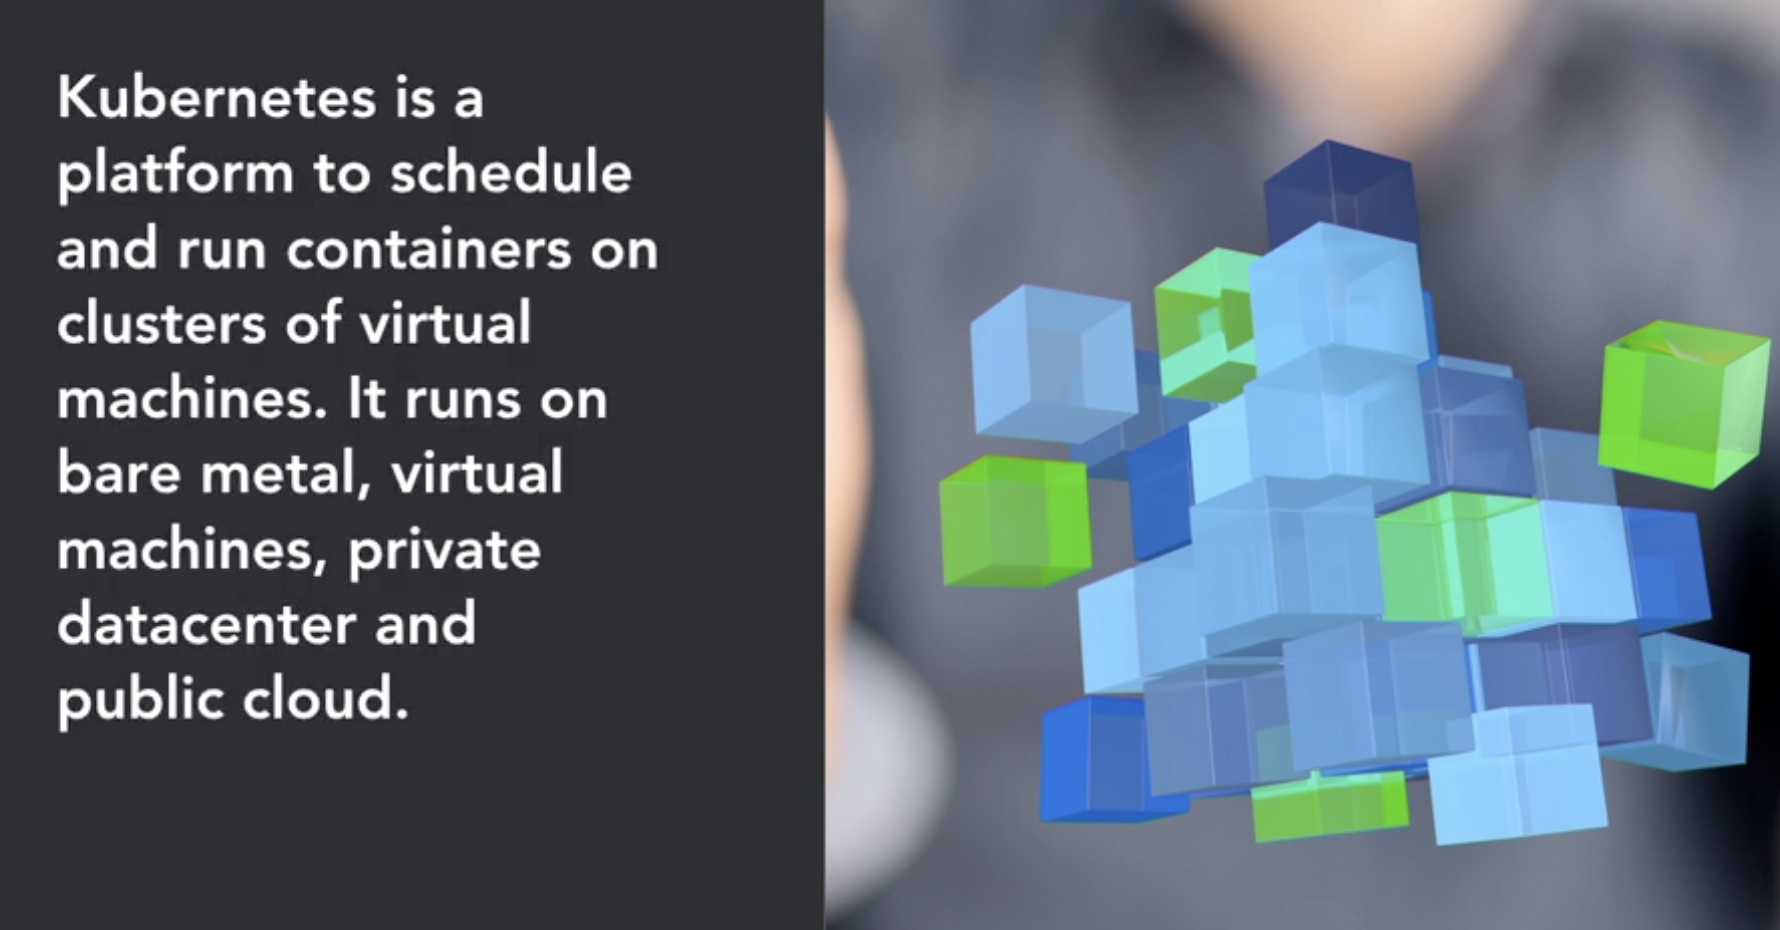 Kubernetes is a
platform to schedule
and run containers on
clusters of virtual
machines. It runs on
bare metal, virtual
machines, private
datacenter and
public cloud.